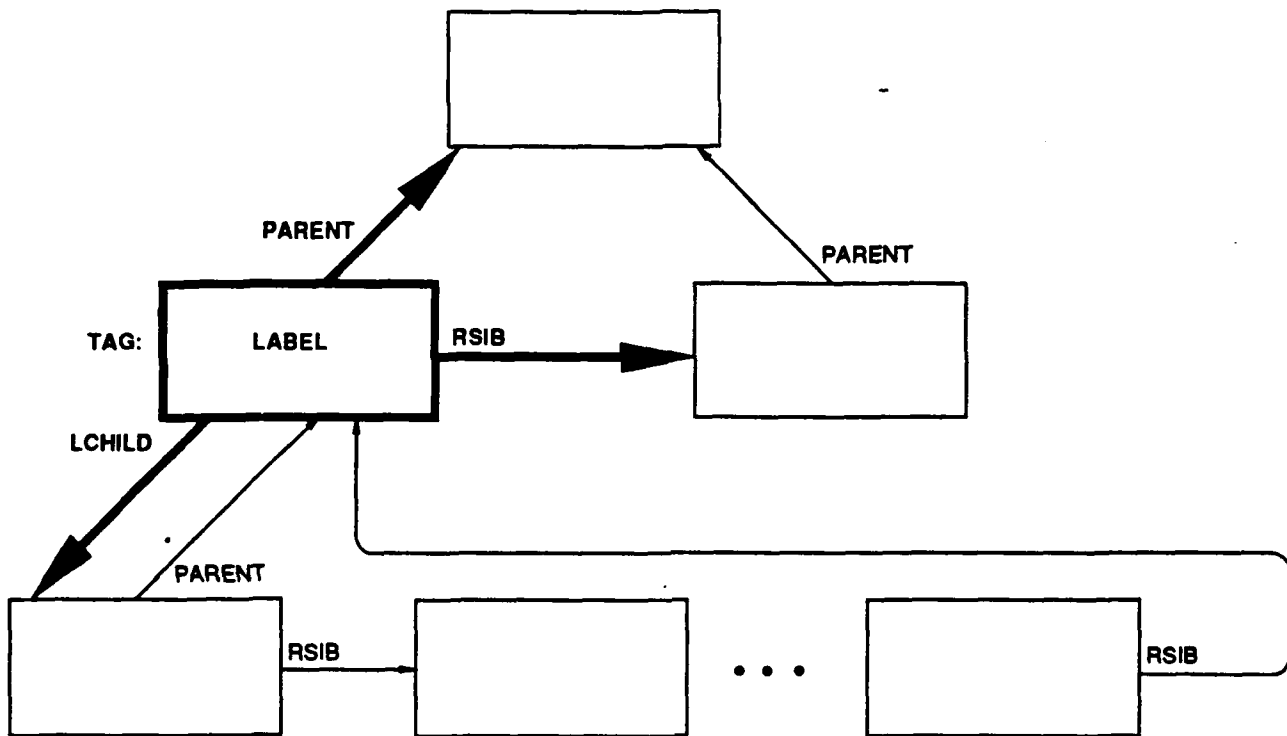 PARENT
PARENT
TAG:
LABEL
RSIB
LCHILD
PARENT
RSIB
RSIB